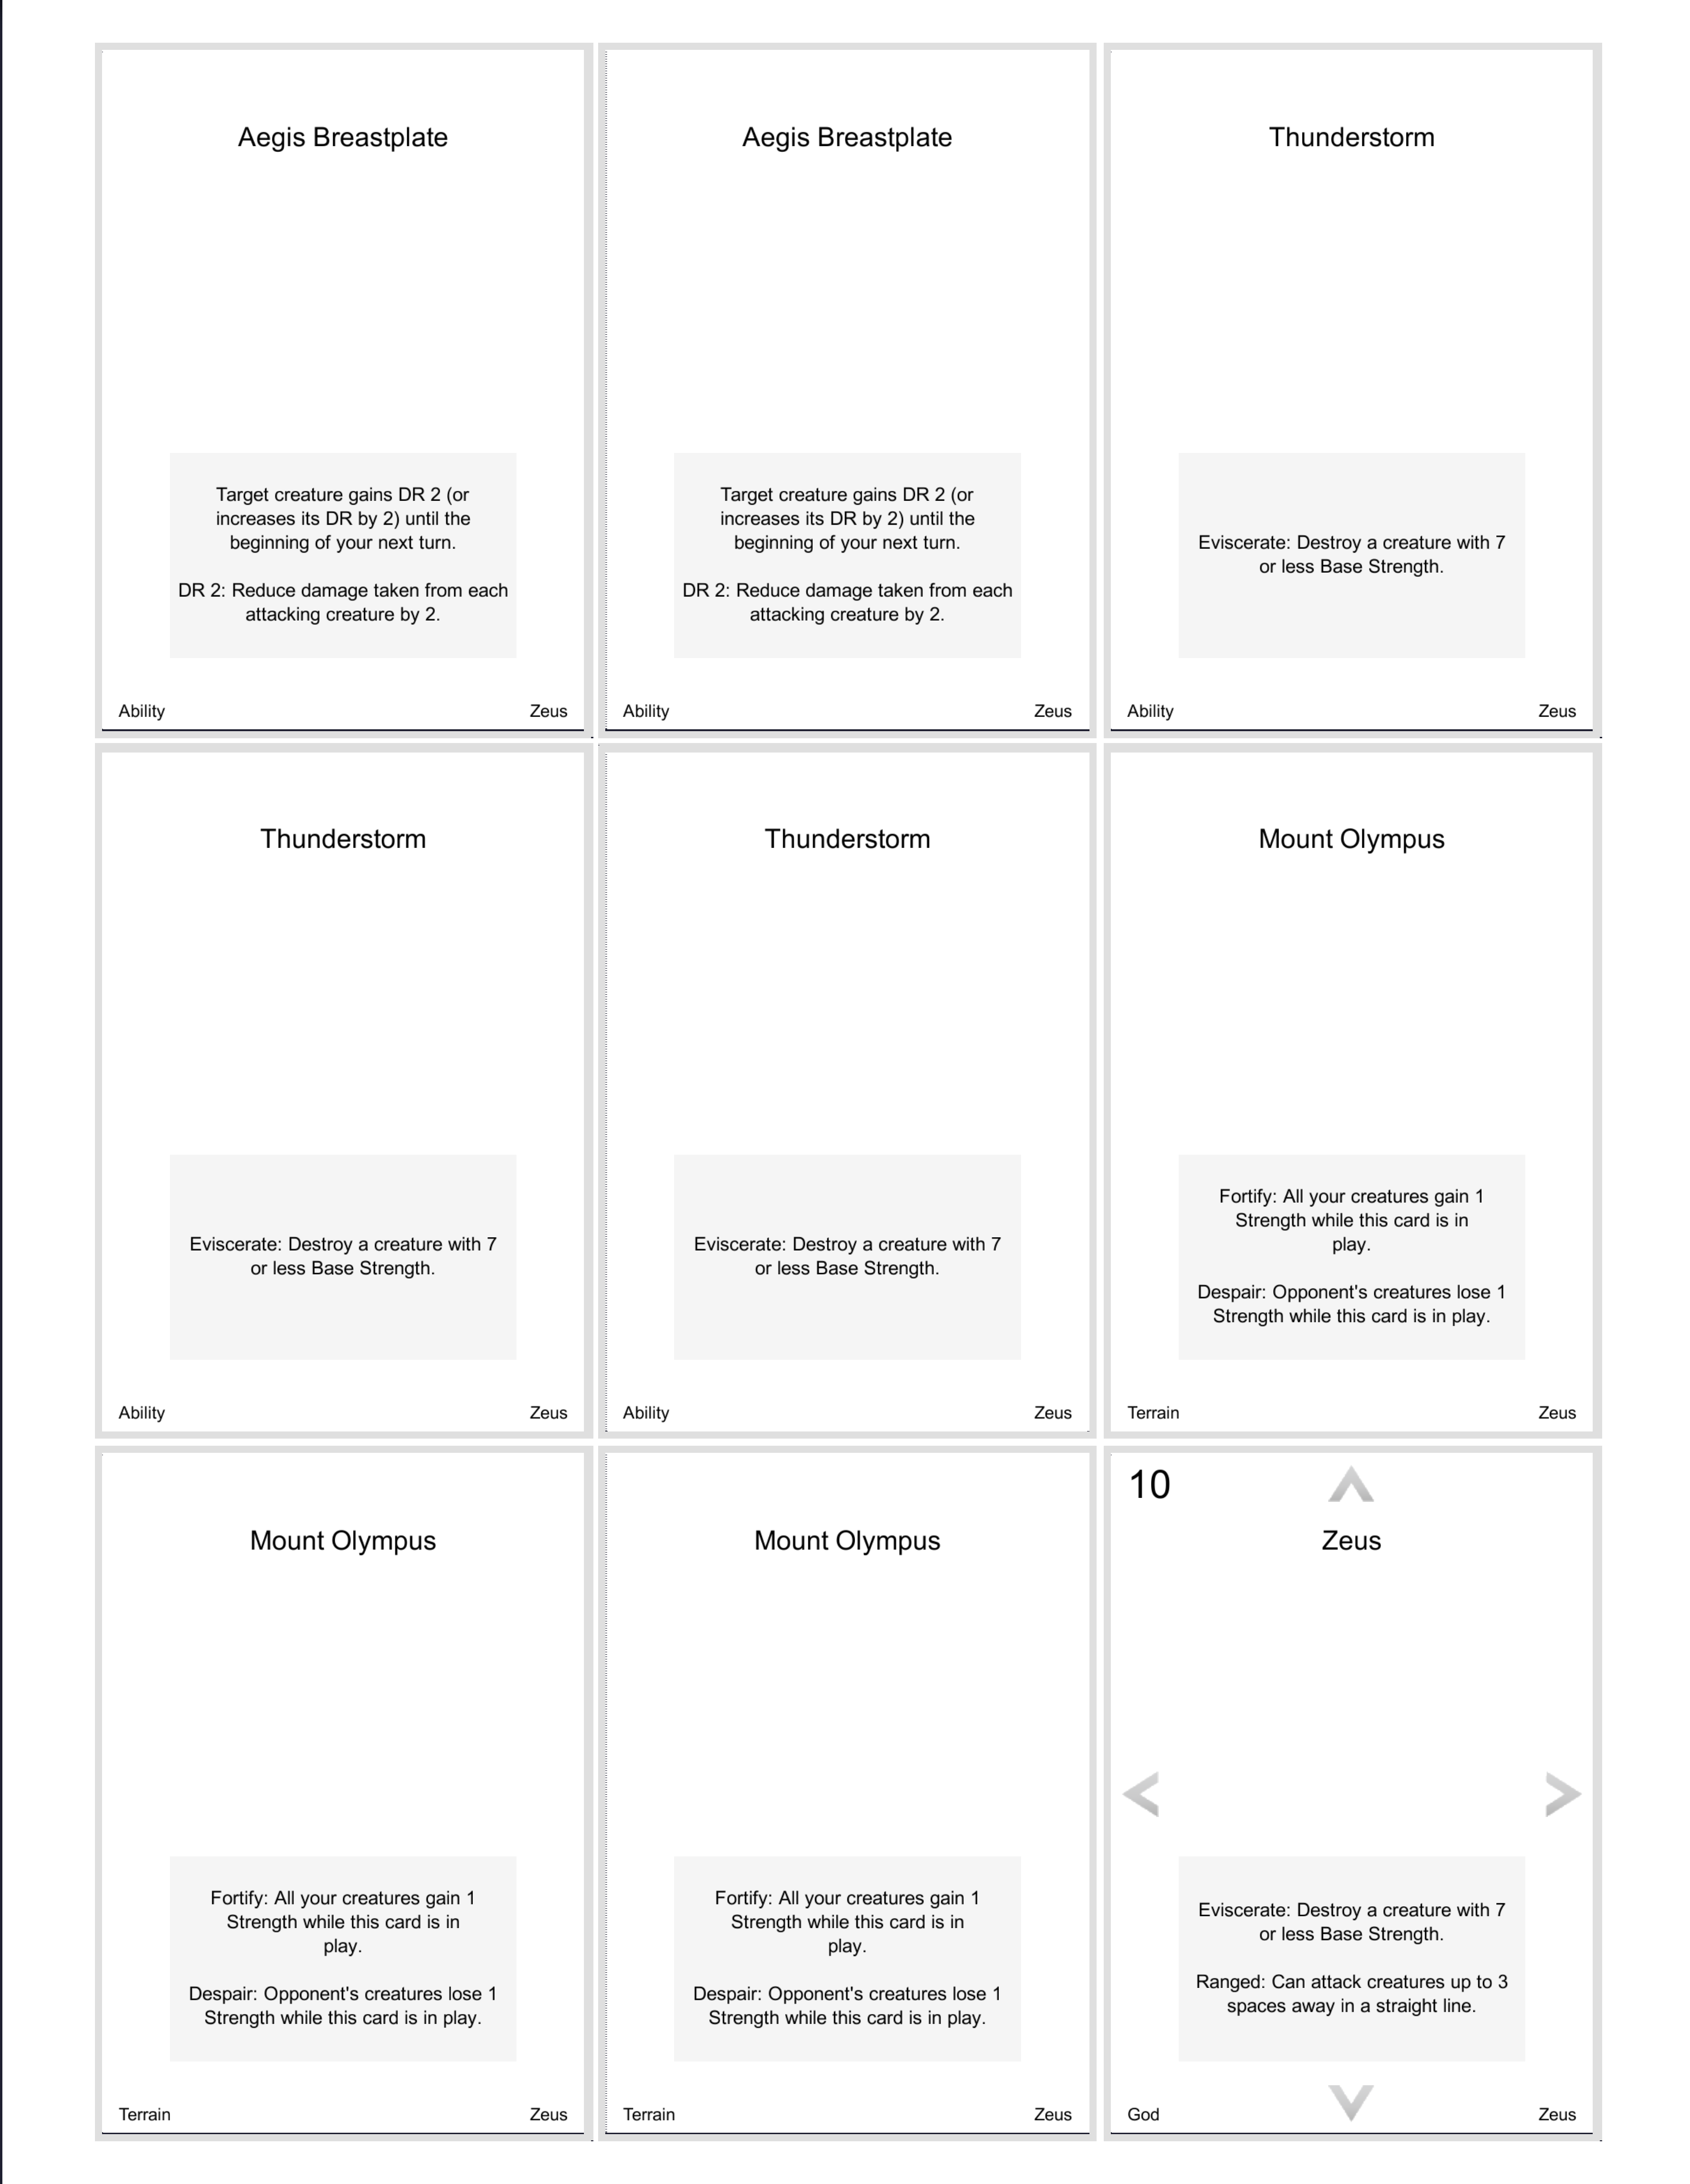 Aegis Breastplate
Target creature gains DR 2 (or
increases its DR by 2) until the
beginning of your next turn.
DR 2: Reduce damage taken from each
attacking creature by 2.
Ability
Zeus
Aegis Breastplate
Target creature gains DR 2 (or
increases its DR by 2) until the
beginning of your next turn.
DR 2: Reduce damage taken from each
attacking creature by 2.
Ability
Zeus
Thunderstorm
Eviscerate: Destroy a creature with 7
or less Base Strength.
Ability
Zeus
Thunderstorm
Eviscerate: Destroy a creature with 7
or less Base Strength.
Ability
Zeus
Thunderstorm
Eviscerate: Destroy a creature with 7
or less Base Strength.
Ability
Zeus
Mount Olympus
Fortify: All your creatures gain 1
Strength while this card is in
play.
Despair: Opponent's creatures lose 1
Strength while this card is in play.
Terrain
Zeus
Mount Olympus
Fortify: All your creatures gain 1
Strength while this card is in
play.
Despair: Opponent's creatures lose 1
Strength while this card is in play.
Terrain
Zeus
Mount Olympus
Fortify: All your creatures gain 1
Strength while this card is in
play.
Despair: Opponent's creatures lose 1
Strength while this card is in play.
Terrain
Zeus
10
Zeus
Eviscerate: Destroy a creature with 7
or less Base Strength.
Ranged: Can attack creatures up to 3
spaces away in a straight line.
God
Zeus